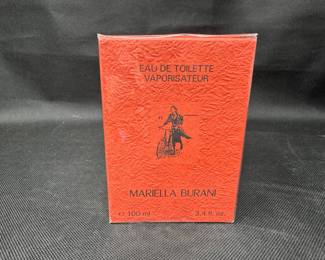 EAU DE TOILETTE
VAPORISATEUR
MARIELLA BURANI
e 100 ml 3.4 fl. oz.